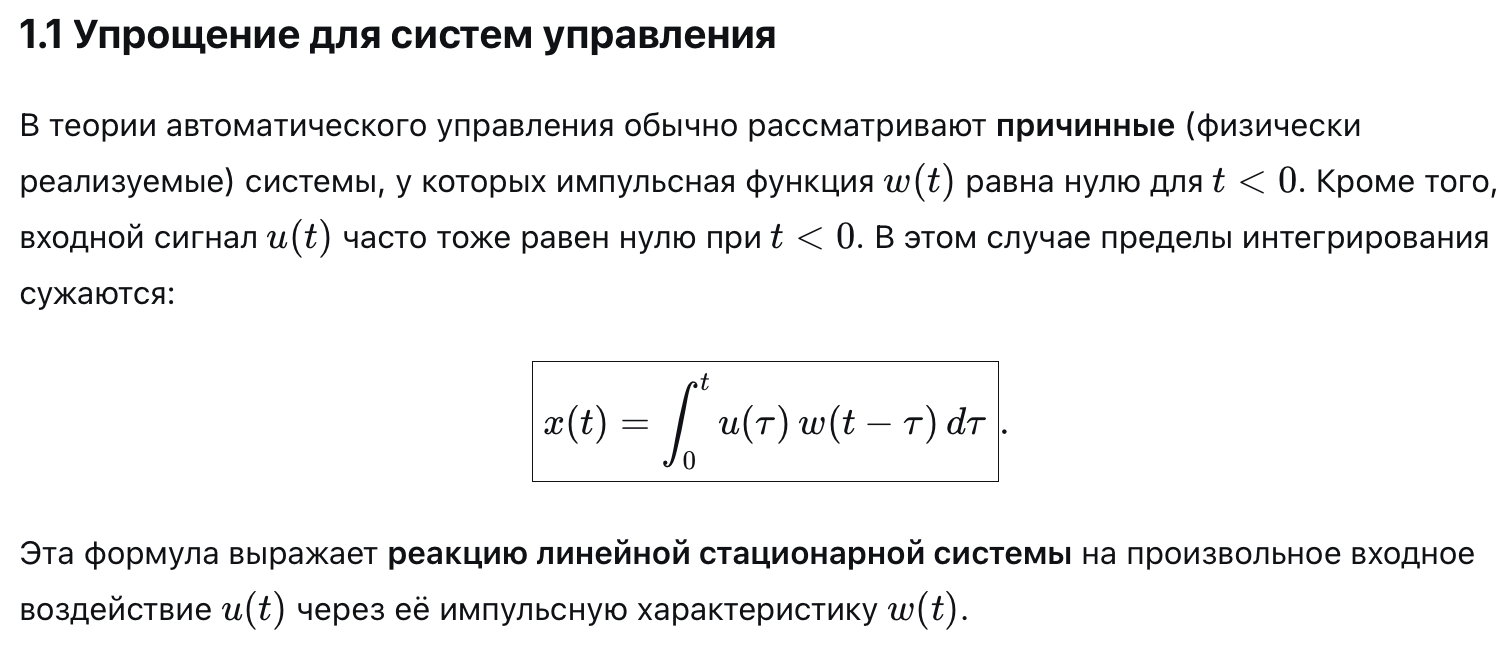 1.1 Упрощение для систем управления
В теории автоматического управления обычно рассматривают причинные (физически
реализуемые) системы, у которых импульсная функция w(t) равна нулю для t < 0. Кроме того,
входной сигнал u(t) часто тоже равен нулю при t < 0. В этом случае пределы интегрирования
сужаются:
x(t) = ∫₀ᵗ u(τ) w(t − τ) dτ.
Эта формула выражает реакцию линейной стационарной системы на произвольное входное
воздействие u(t) через её импульсную характеристику w(t).